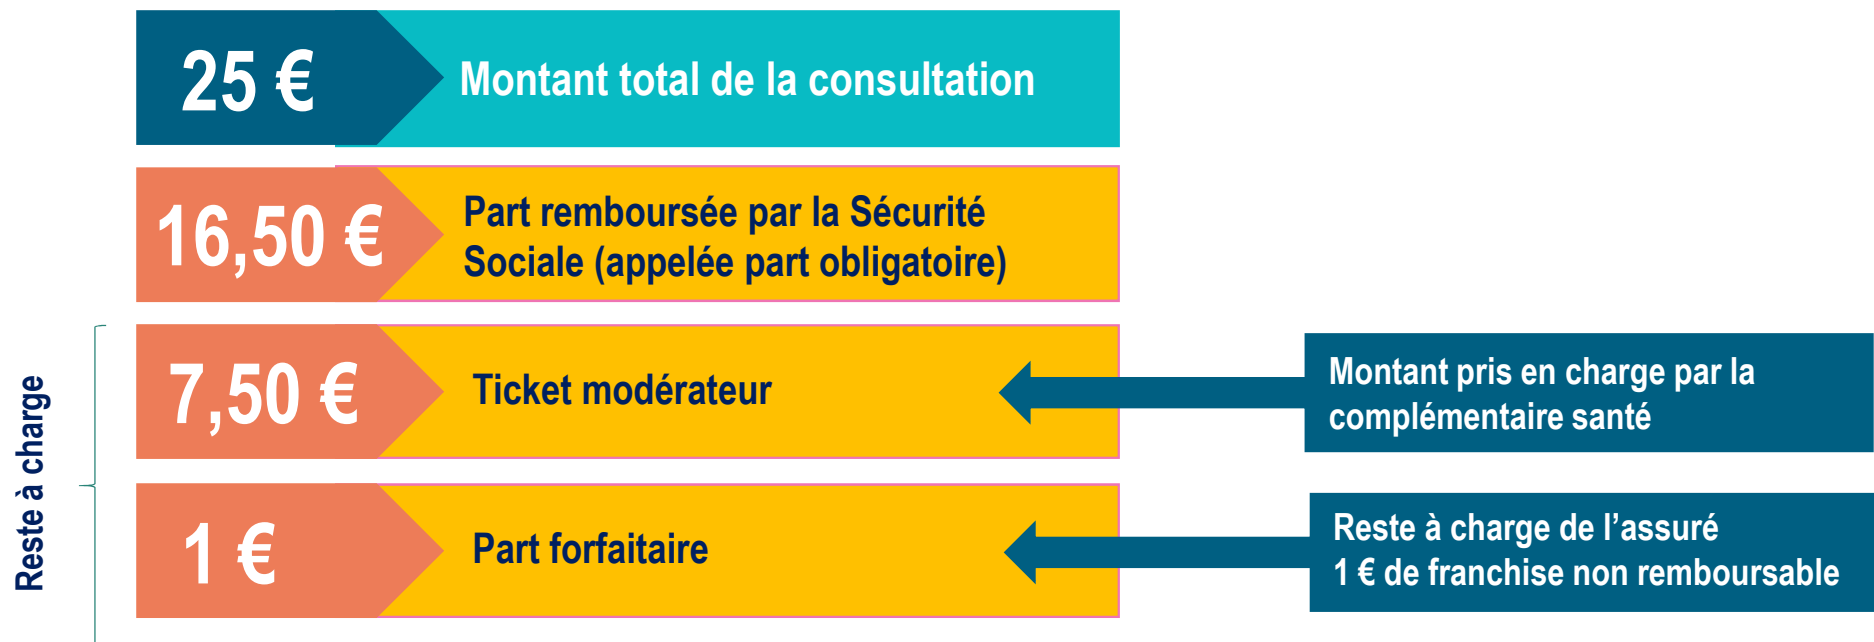 25 €
Montant total de la consultation
16,50 €
Part remboursée par la Sécurité
Sociale (appelée part obligatoire)
Reste à charge
7,50 €
Ticket modérateur
Montant pris en charge par la
complémentaire santé
1 €
Part forfaitaire
Reste à charge de l’assuré
1 € de franchise non remboursable